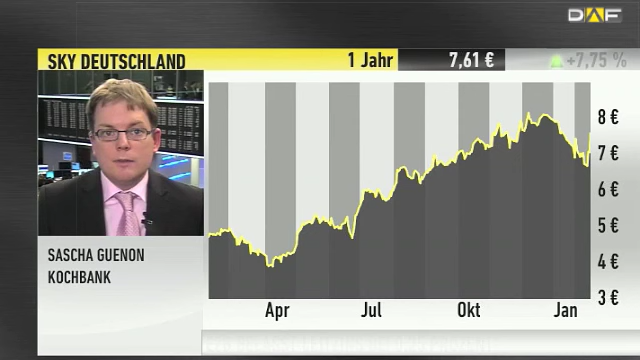 DAF
SKY DEUTSCHLAND 1 Jahr 7,61 € +7,75 %
8 €
7 €
6 €
5 €
4 €
3 €
Apr Jul Okt Jan
SASCHA GUENON
KOCHBANK